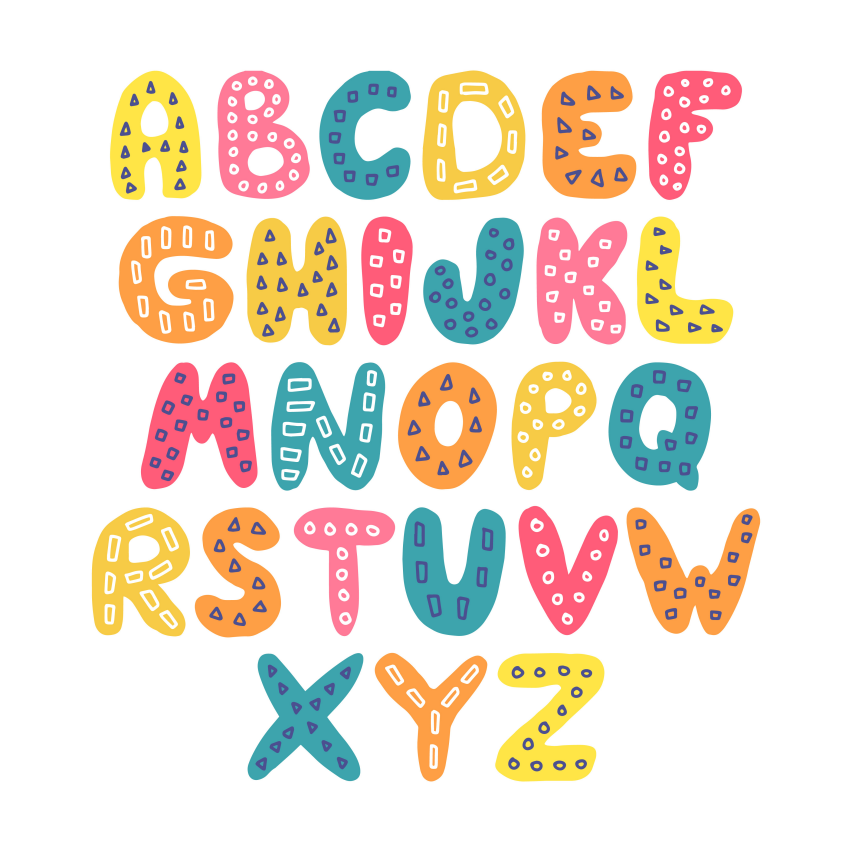 ABCDEF
GHIJKL
MNOPQ
RSTUVW
XYZ